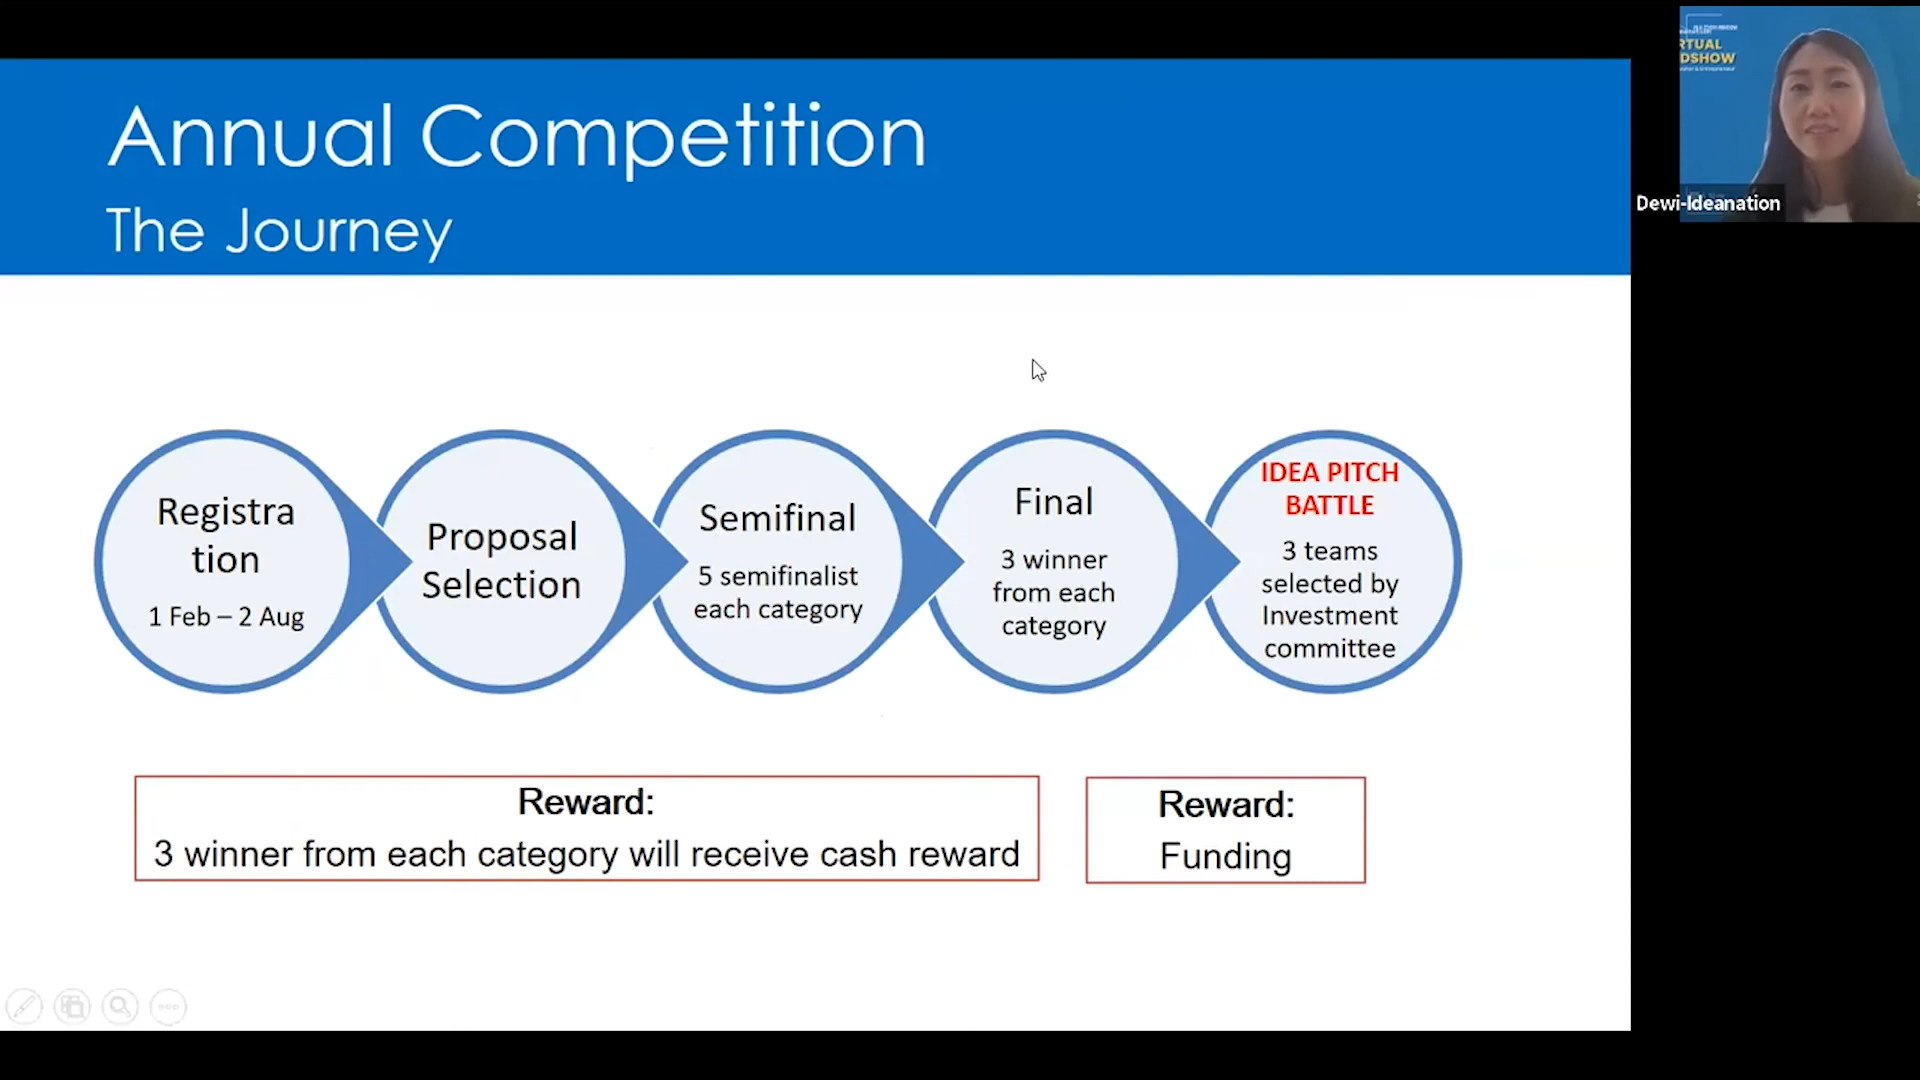 Annual Competition
The Journey
Registra
tion
1 Feb – 2 Aug
Proposal
Selection
Semifinal
5 semifinalist
each category
Final
3 winner
from each
category
IDEA PITCH
BATTLE
3 teams
selected by
Investment
committee
Reward:
3 winner from each category will receive cash reward
Reward:
Funding
RTUAL
DSHOW
Dewi-Ideanation